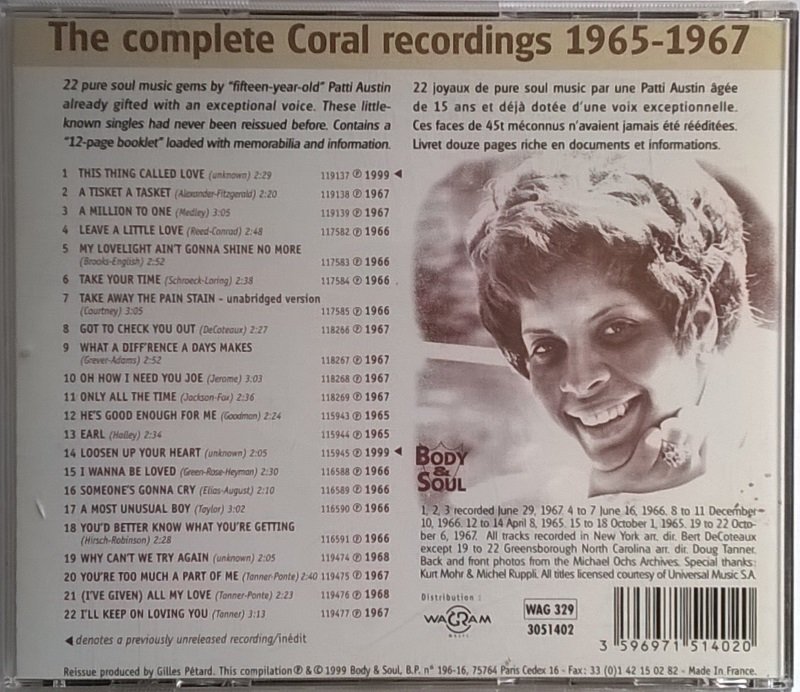 The complete Coral recordings 1965-1967
22 pure soul music gems by "fifteen-year-old" Patti Austin
already gifted with an exceptional voice. These little-
known singles had never been reissued before. Contains a
"12-page booklet" loaded with memorabilia and information.
22 joyaux de pure soul music par une Patti Austin âgée
de 15 ans et déjà dotée d'une voix exceptionnelle.
Ces faces de 45t méconnus n'avaient jamais été rééditées.
Livret douze pages riche en documents et informations.
1 THIS THING CALLED LOVE (unknown) 2:29 119137 ℗ 1999 ◄
2 A TISKET A TASKET (Alexander-Fitzgerald) 2:20 119138 ℗ 1967
3 A MILLION TO ONE (Medley) 3:05 119139 ℗ 1967
4 LEAVE A LITTLE LOVE (Reed-Conrad) 2:48 117582 ℗ 1966
5 MY LOVELIGHT AIN'T GONNA SHINE NO MORE
(Brooks-English) 2:52 117583 ℗ 1966
6 TAKE YOUR TIME (Schroeck-Loring) 2:38 117584 ℗ 1966
7 TAKE AWAY THE PAIN STAIN - unabridged version
(Courtney) 3:05 117585 ℗ 1966
8 GOT TO CHECK YOU OUT (DeCoteaux) 2:27 118266 ℗ 1967
9 WHAT A DIFF'RENCE A DAYS MAKES
(Grever-Adams) 2:52 118267 ℗ 1967
10 OH HOW I NEED YOU JOE (Jerome) 3:03 118268 ℗ 1967
11 ONLY ALL THE TIME (Jackson-Fox) 2:36 118269 ℗ 1967
12 HE'S GOOD ENOUGH FOR ME (Goodman) 2:24 115943 ℗ 1965
13 EARL (Halley) 2:34 115944 ℗ 1965
14 LOOSEN UP YOUR HEART (unknown) 2:05 115945 ℗ 1999 ◄
15 I WANNA BE LOVED (Green-Rose-Heyman) 2:30 116588 ℗ 1966
16 SOMEONE'S GONNA CRY (Elias-August) 2:10 116589 ℗ 1966
17 A MOST UNUSUAL BOY (Taylor) 3:02 116590 ℗ 1966
18 YOU'D BETTER KNOW WHAT YOU'RE GETTING
(Hirsch-Robinson) 2:28 116591 ℗ 1966
19 WHY CAN'T WE TRY AGAIN (unknown) 2:05 119474 ℗ 1968
20 YOU'RE TOO MUCH A PART OF ME (Tanner-Ponte) 2:40 119475 ℗ 1967
21 (I'VE GIVEN) ALL MY LOVE (Tanner-Ponte) 2:23 119476 ℗ 1968
22 I'LL KEEP ON LOVING YOU (Tanner) 3:13 119477 ℗ 1967
◄ denotes a previously unreleased recording/inédit
BODY
&
SOUL
1, 2, 3 recorded June 29, 1967. 4 to 7 June 16, 1966. 8 to 11 December
10, 1966. 12 to 14 April 8, 1965. 15 to 18 October 1, 1965. 19 to 22 Octo-
ber 6, 1967. All tracks recorded in New York arr. dir. Bert DeCoteaux
except 19 to 22 Greensborough North Carolina arr. dir. Doug Tanner.
Back and front photos from the Michael Ochs Archives. Special thanks:
Kurt Mohr & Michel Ruppli. All titles licensed courtesy of Universal Music S.A.
Distribution :
WAGRAM
MUSIC
WAG 329
3051402
3 596971 514020
Reissue produced by Gilles Pétard. This compilation ℗ & © 1999 Body & Soul, B.P. n° 196-16, 75764 Paris Cedex 16 - Fax: 33 (0)1 42 15 02 82 - Made In France.